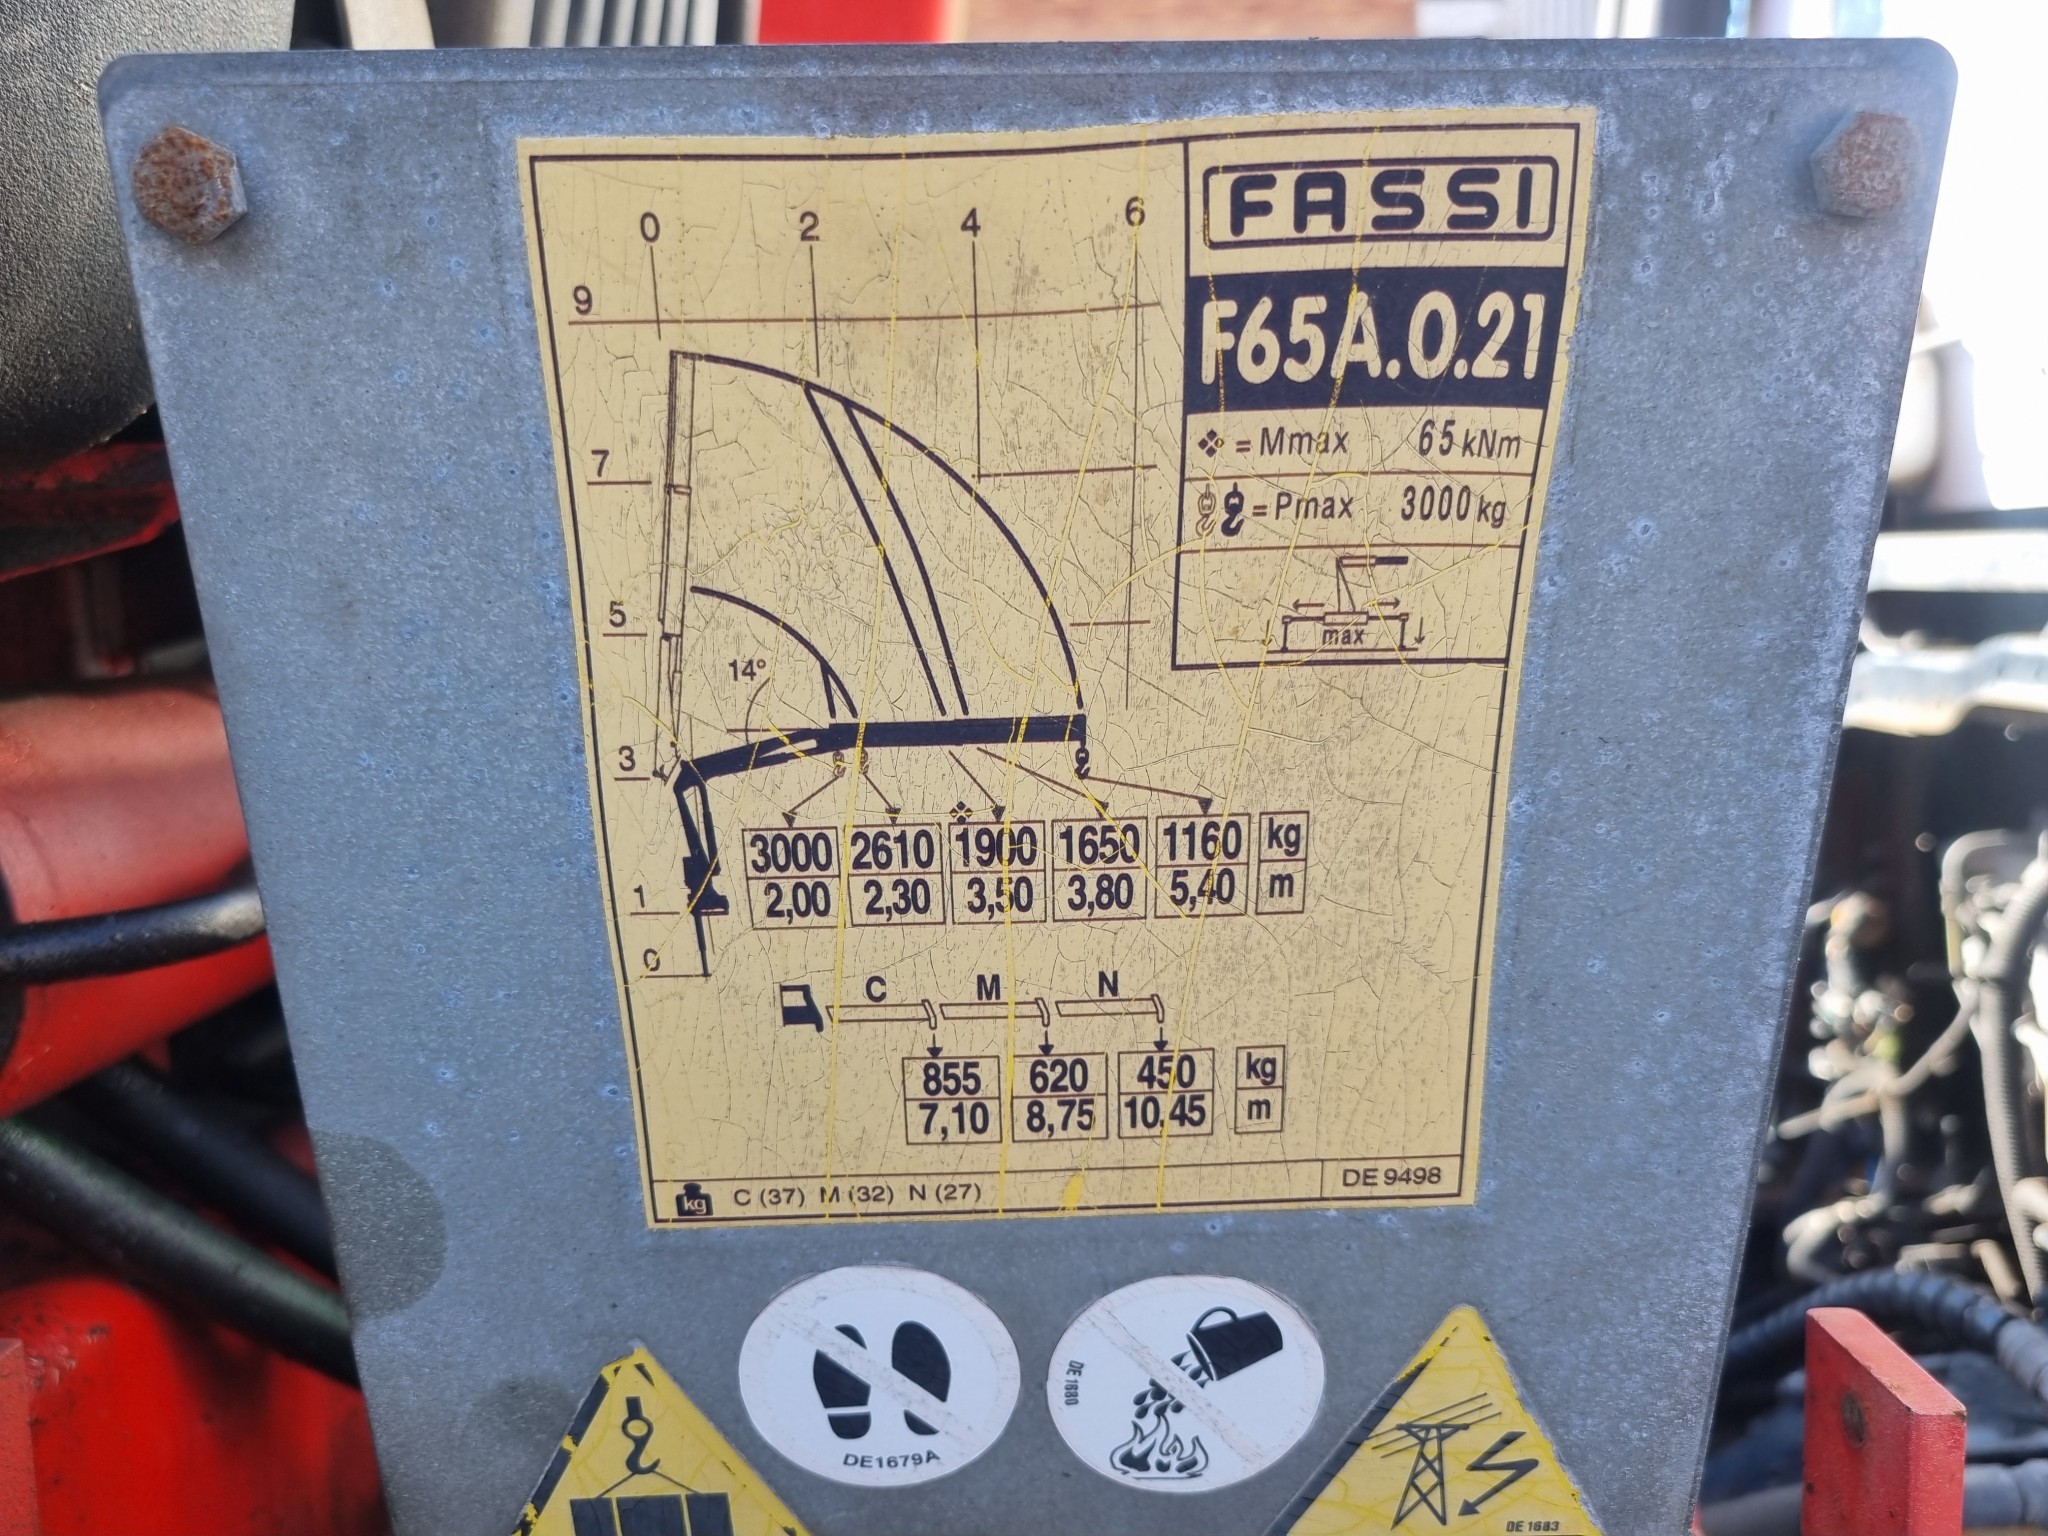 FASSI
F65A.0.21
= Mmax 65 kNm
= Pmax 3000 kg
max
0 2 4 6
9
7
5
14°
3
1
0
3000 2610 1900 1650 1160 kg
2,00 2,30 3,50 3,80 5,40 m
C M N
855 620 450 kg
7,10 8,75 10,45 m
kg C (37) M (32) N (27)
DE 9498
DE1679A
DE 1680
DE 1683